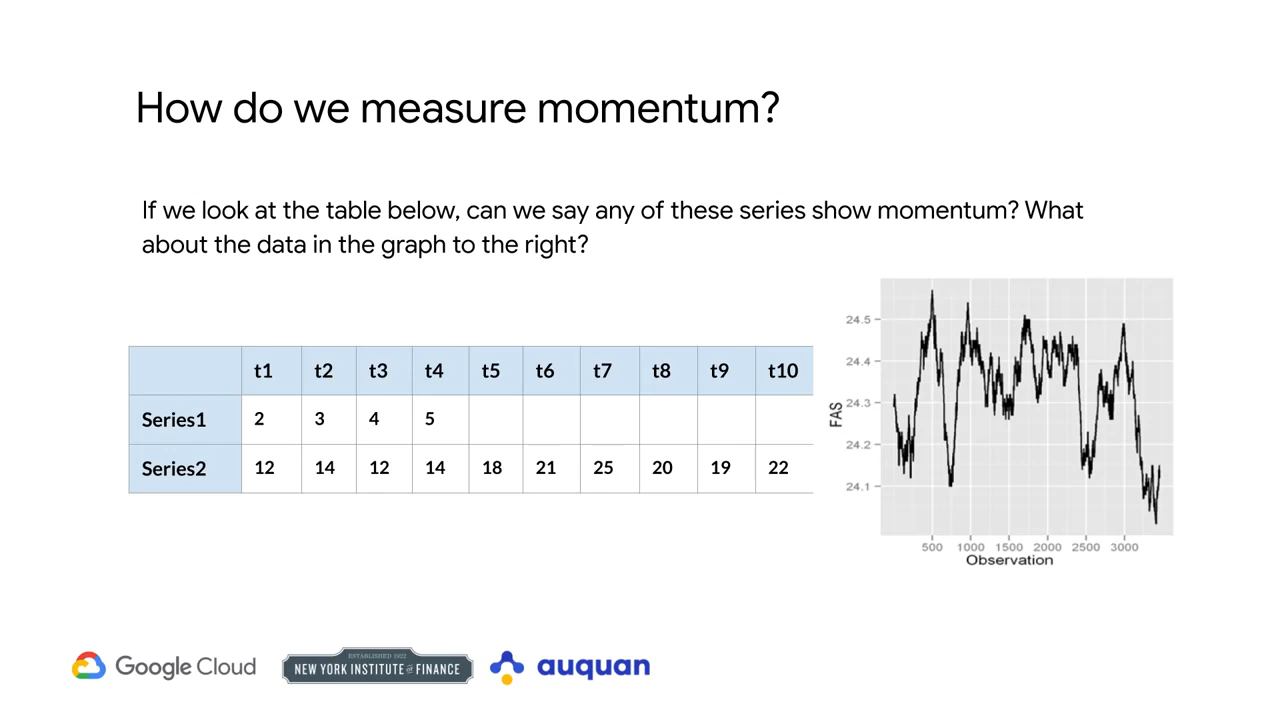 How do we measure momentum?
If we look at the table below, can we say any of these series show momentum? What
about the data in the graph to the right?
t1 t2 t3 t4 t5 t6 t7 t8 t9 t10
Series1 2 3 4 5
Series2 12 14 12 14 18 21 25 20 19 22
24.5
24.4
24.3
24.2
24.1
FAS
500 1000 1500 2000 2500 3000
Observation
Google Cloud
ESTABLISHED 1922
NEW YORK INSTITUTE OF FINANCE
auquan